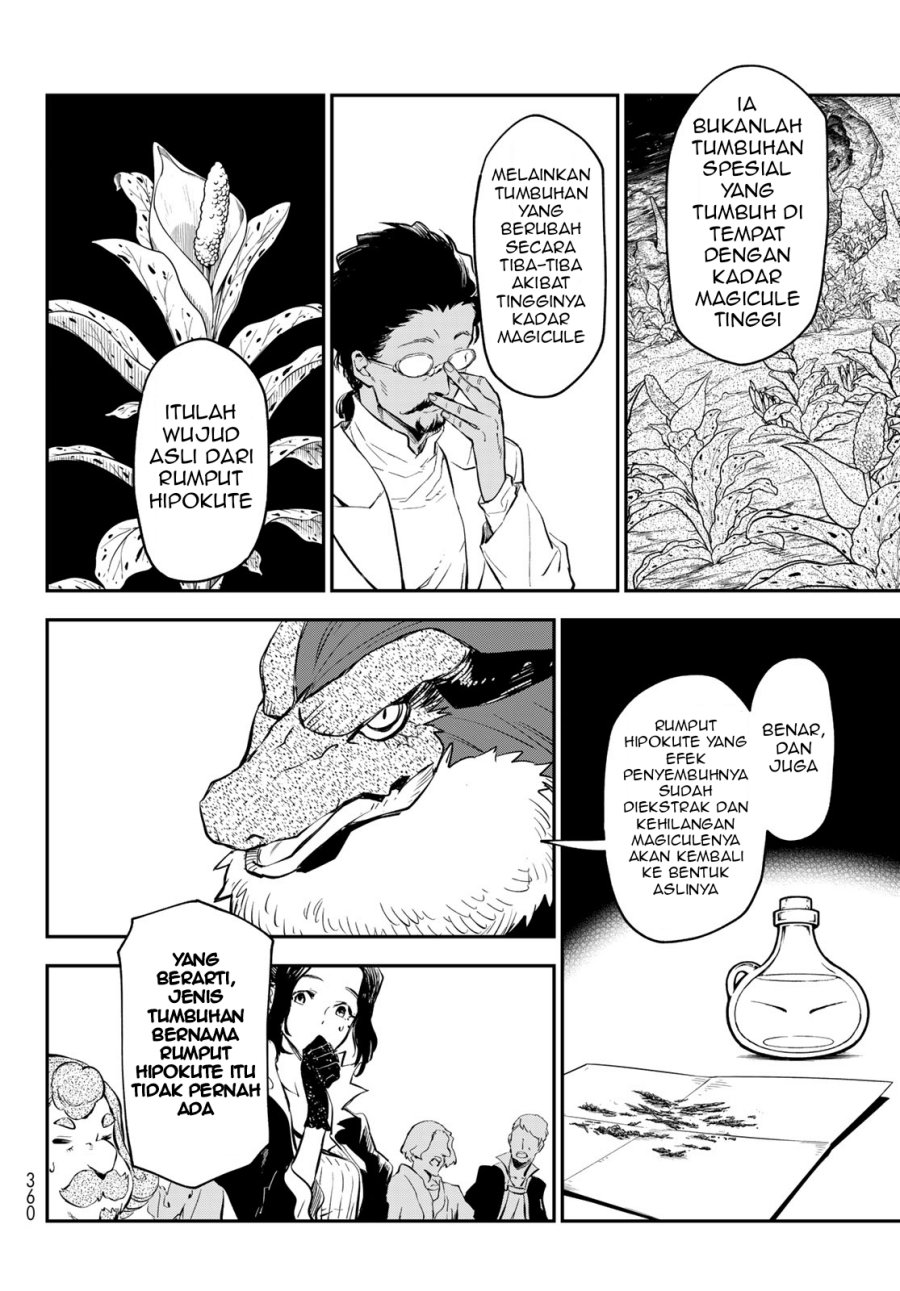 IA
BUKANLAH
TUMBUHAN
SPESIAL
YANG
TUMBUH DI
TEMPAT
DENGAN
KADAR
MAGICULE
TINGGI
MELAINKAN
TUMBUHAN
YANG
BERUBAH
SECARA
TIBA-TIBA
AKIBAT
TINGGINYA
KADAR
MAGICULE
ITULAH
WUJUD
ASLI DARI
RUMPUT
HIPOKUTE
BENAR,
DAN
JUGA
RUMPUT
HIPOKUTE YANG
EFEK
PENYEMBUHNYA
SUDAH
DIEKSTRAK DAN
KEHILANGAN
MAGICULENYA
AKAN KEMBALI
KE BENTUK
ASLINYA
YANG
BERARTI,
JENIS
TUMBUHAN
BERNAMA
RUMPUT
HIPOKUTE ITU
TIDAK PERNAH
ADA
360